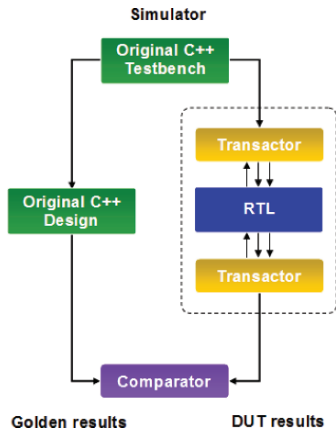 Simulator
Original C++
Testbench
Transactor
Original C++
Design
RTL
Transactor
Comparator
Golden results
DUT results